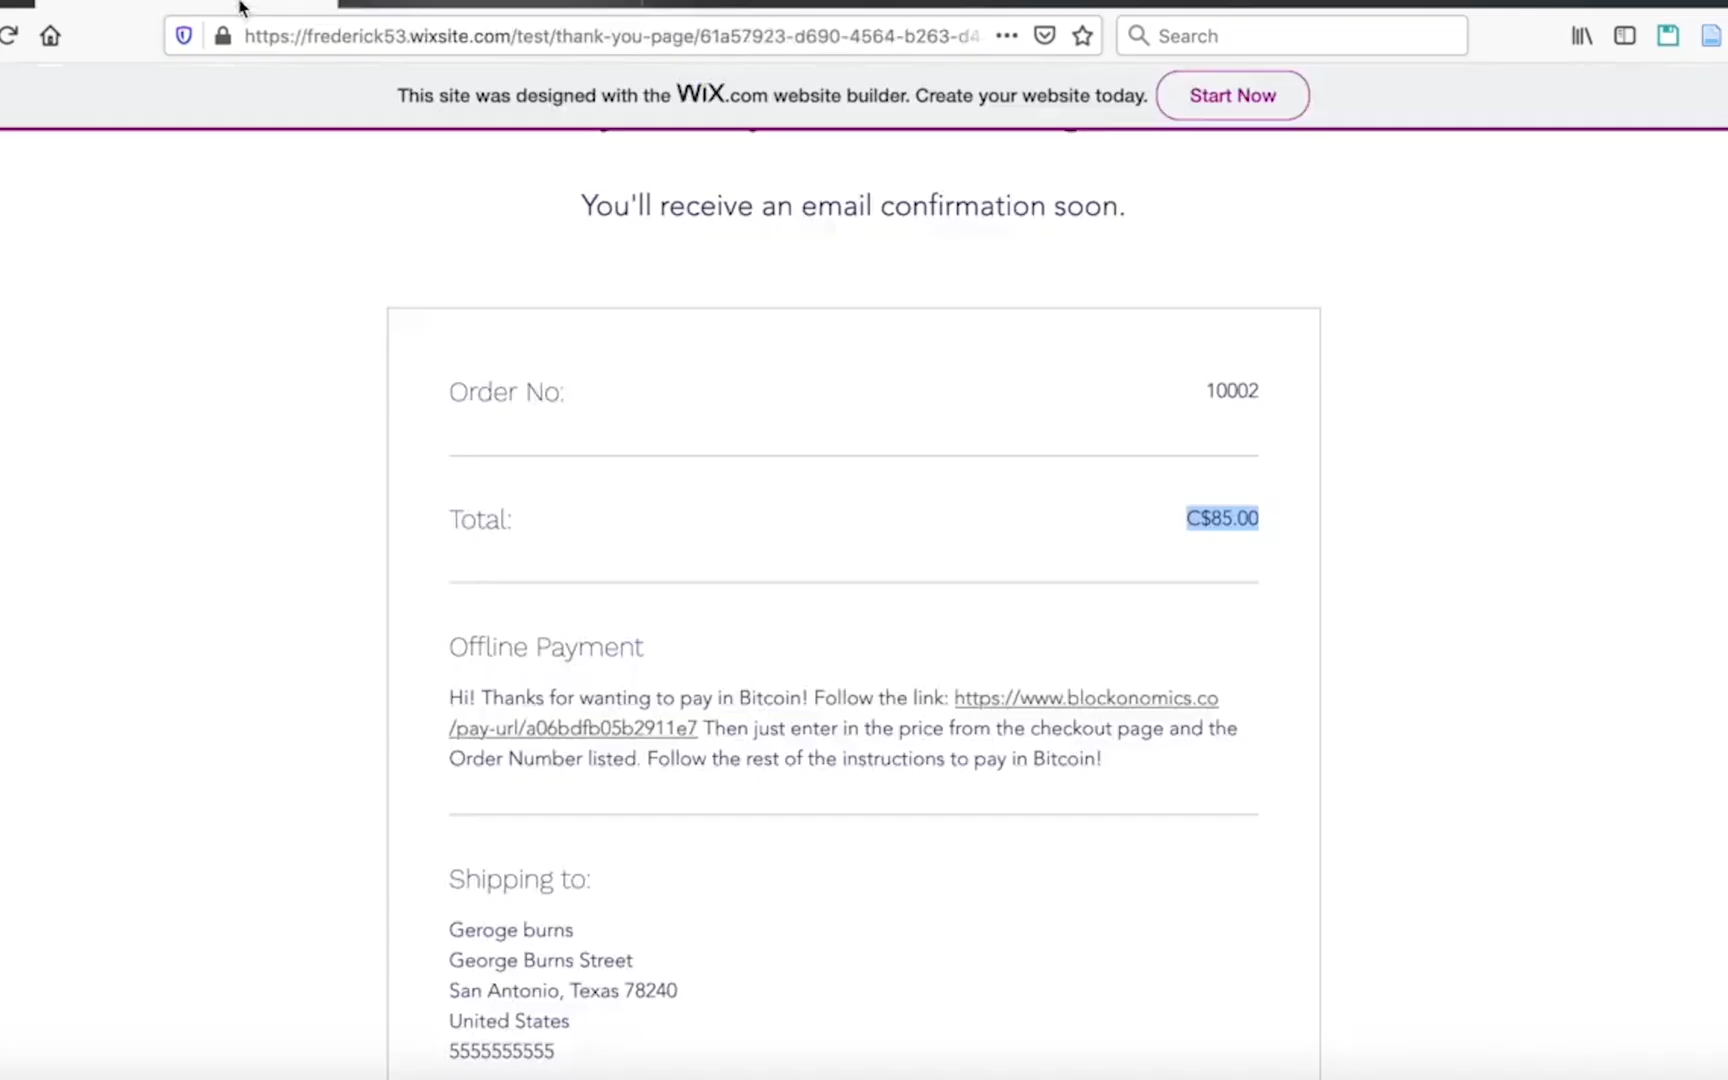 https://frederick53.wixsite.com/test/thank-you-page/61a57923-d690-4564-b263-d4
Search
This site was designed with the WiX.com website builder. Create your website today.
Start Now
You'll receive an email confirmation soon.
Order No:
10002
Total:
C$85.00
Offline Payment
Hi! Thanks for wanting to pay in Bitcoin! Follow the link: https://www.blockonomics.co
/pay-url/a06bdfb05b2911e7 Then just enter in the price from the checkout page and the
Order Number listed. Follow the rest of the instructions to pay in Bitcoin!
Shipping to:
Geroge burns
George Burns Street
San Antonio, Texas 78240
United States
5555555555